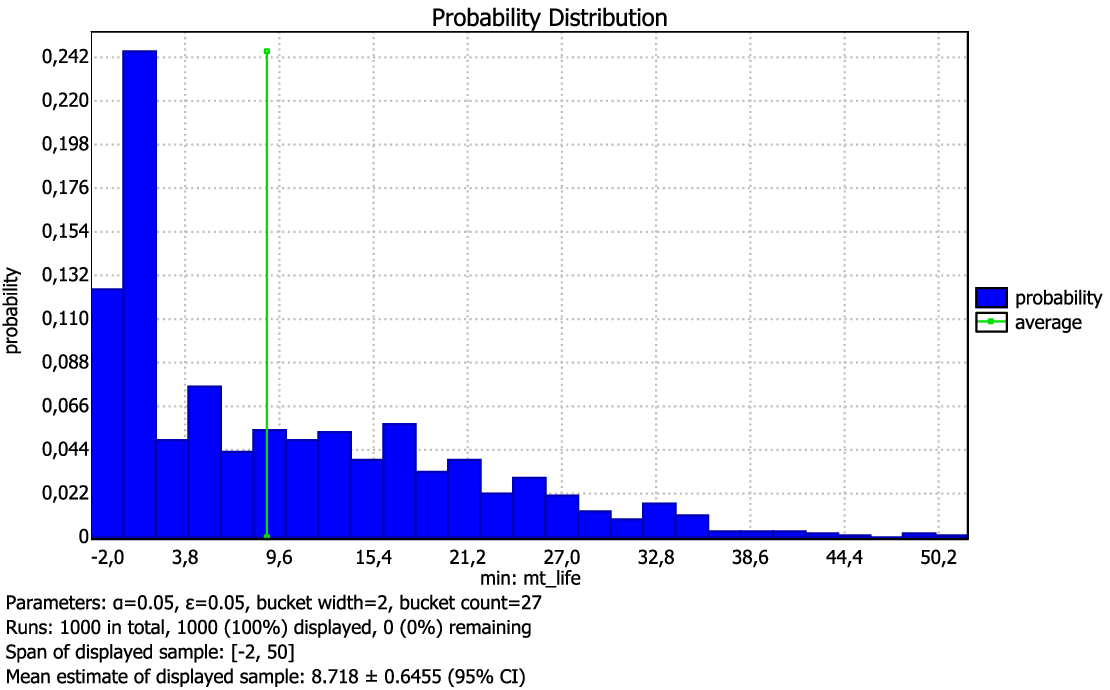 Probability Distribution
0,242
0,220
0,198
0,176
0,154
0,132
0,110
0,088
0,066
0,044
0,022
0
probability
-2,0 3,8 9,6 15,4 21,2 27,0 32,8 38,6 44,4 50,2
min: mt_life
probability
average
Parameters: α=0.05, ε=0.05, bucket width=2, bucket count=27
Runs: 1000 in total, 1000 (100%) displayed, 0 (0%) remaining
Span of displayed sample: [-2, 50]
Mean estimate of displayed sample: 8.718 ± 0.6455 (95% CI)